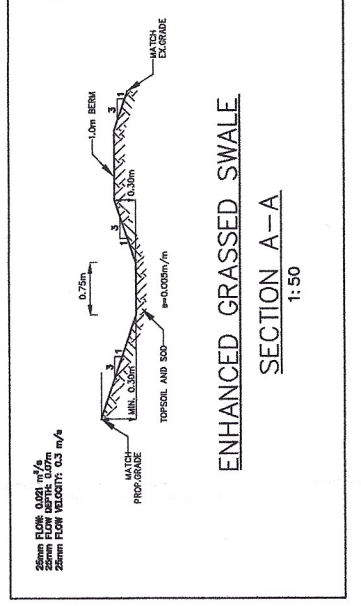 25mm FLOW: 0.021 m³/s
25mm FLOW DEPTH: 0.07m
25mm FLOW VELOCITY: 0.3 m/s
MATCH
PROP.GRADE
3
1
MIN. 0.30m
TOPSOIL AND SOD
0.75m
s=0.005m/m
3
1
0.30m
1.0m BERM
3
1
MATCH
EX.GRADE
ENHANCED GRASSED SWALE
SECTION A-A
1:50